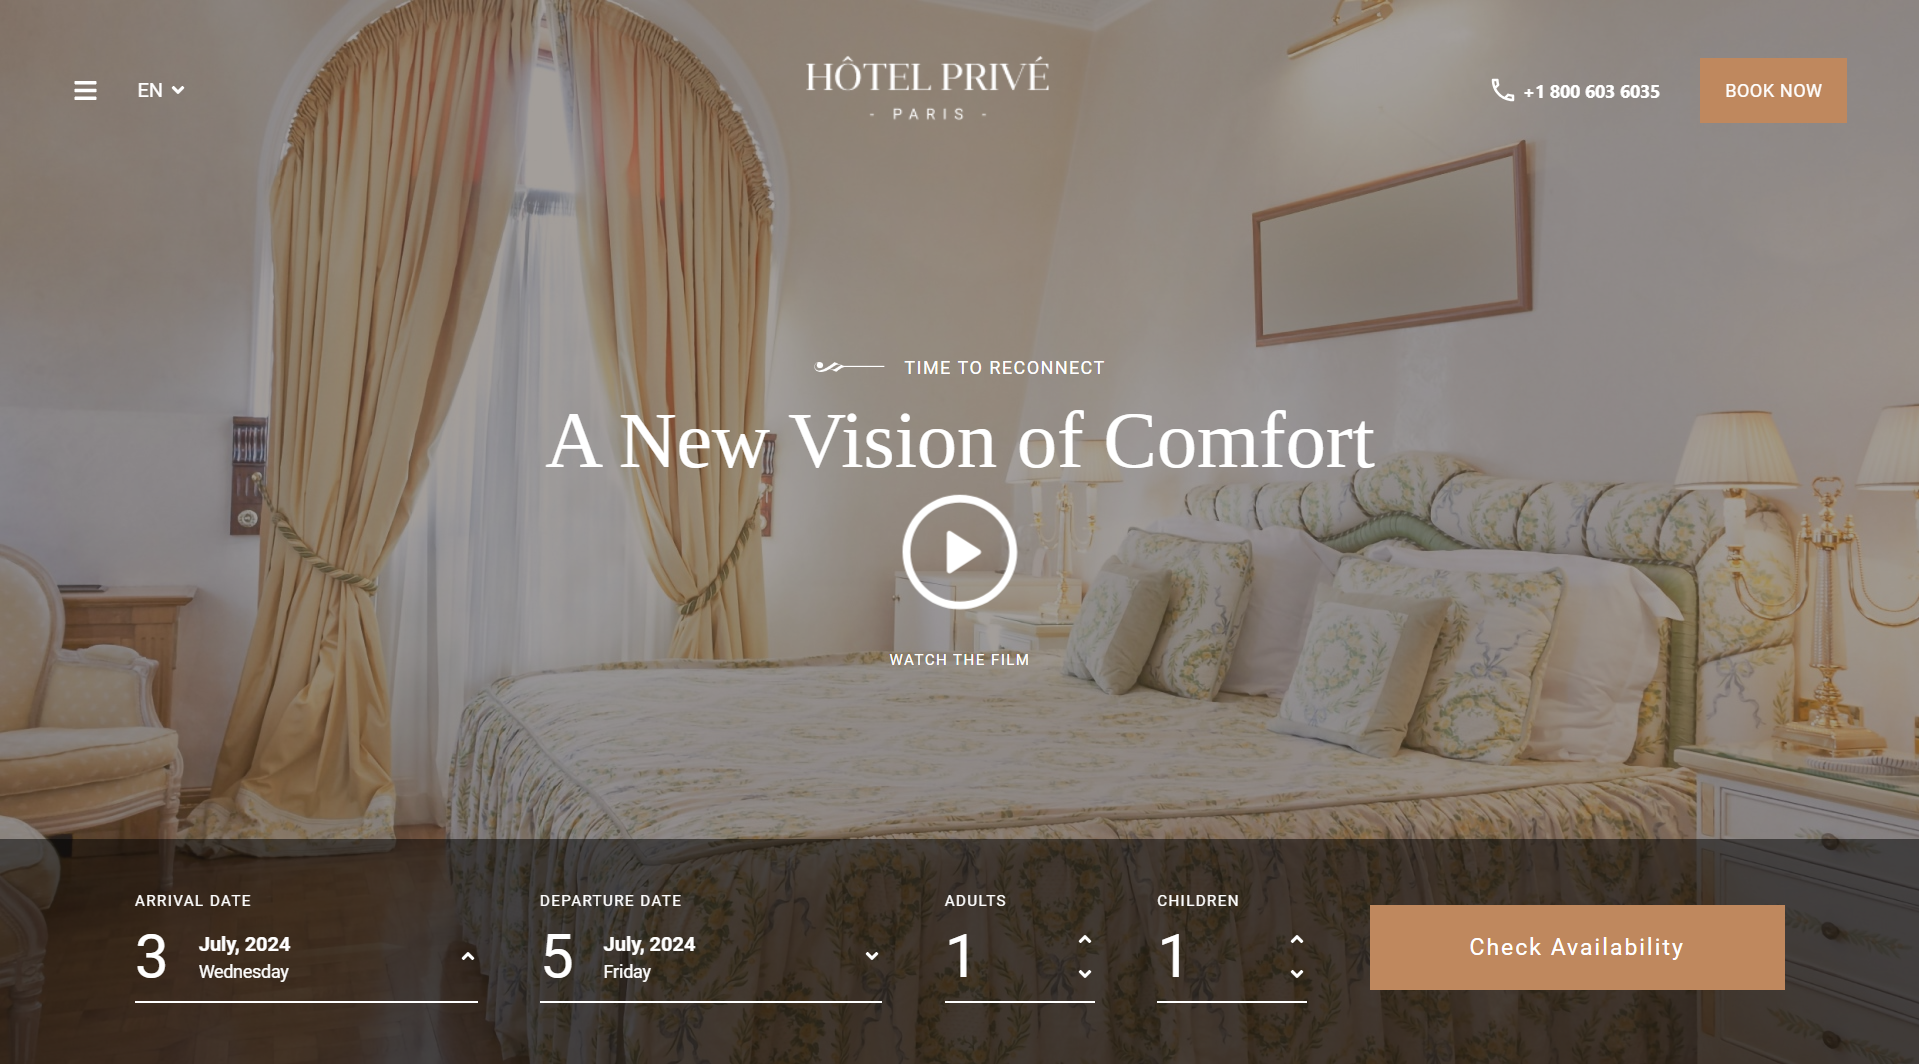 EN
HÔTEL PRIVÉ
- PARIS -
+1 800 603 6035
BOOK NOW
TIME TO RECONNECT
A New Vision of Comfort
WATCH THE FILM
ARRIVAL DATE
3
July, 2024
Wednesday
DEPARTURE DATE
5
July, 2024
Friday
ADULTS
1
CHILDREN
1
Check Availability